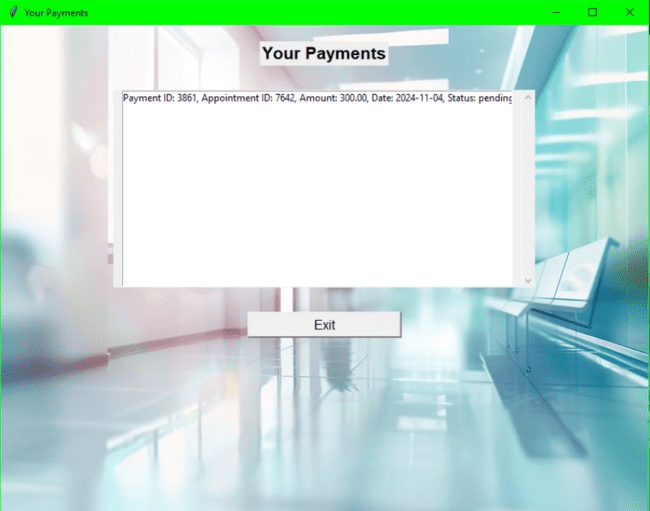 Your Payments
Your Payments
Payment ID: 3861, Appointment ID: 7642, Amount: 300.00, Date: 2024-11-04, Status: pending
Exit